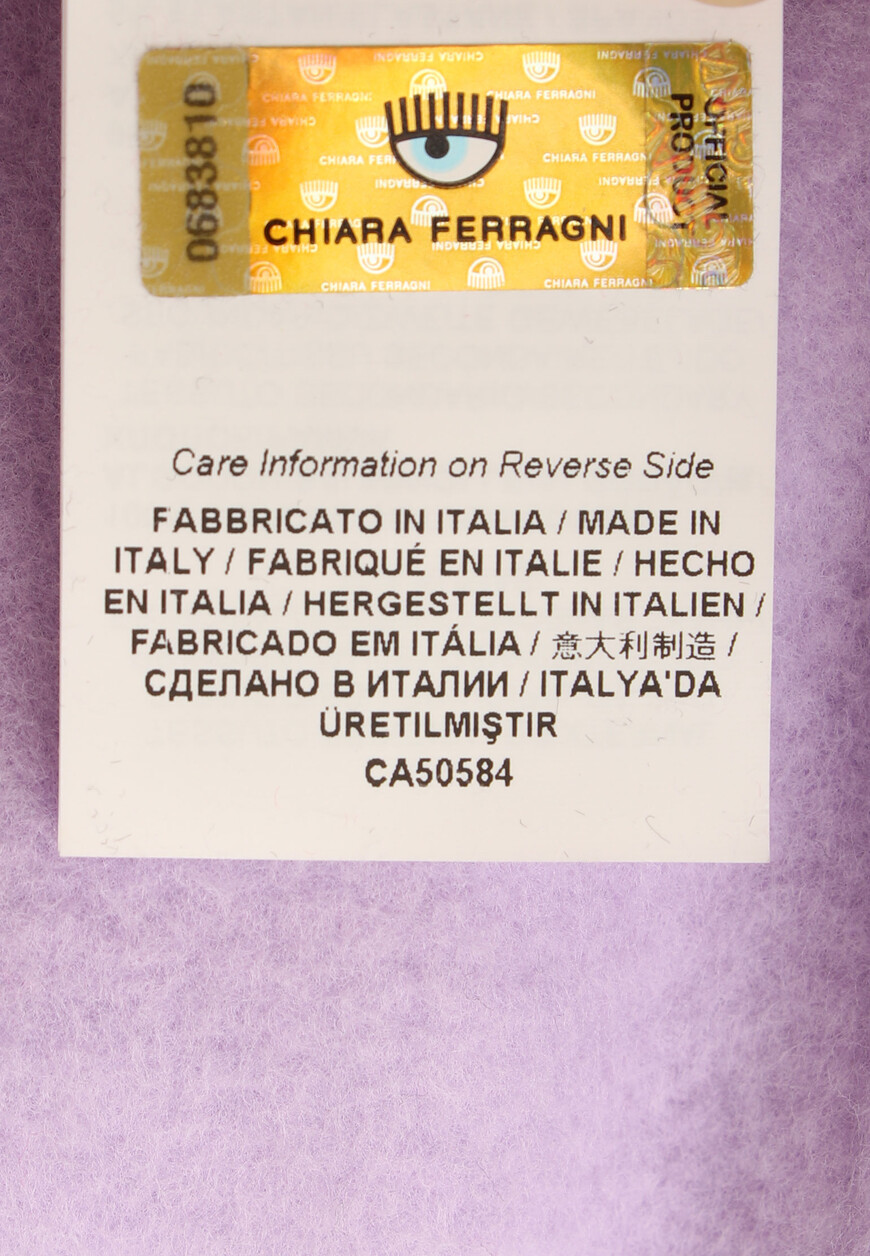 0683810
CHIARA FERRAGNI
OFFICIAL
PRODUCT
Care Information on Reverse Side
FABBRICATO IN ITALIA / MADE IN
ITALY / FABRIQUÉ EN ITALIE / HECHO
EN ITALIA / HERGESTELLT IN ITALIEN /
FABRICADO EM ITÁLIA / 意大利制造 /
СДЕЛАНО В ИТАЛИИ / ITALYA'DA
ÜRETILMIŞTIR
CA50584